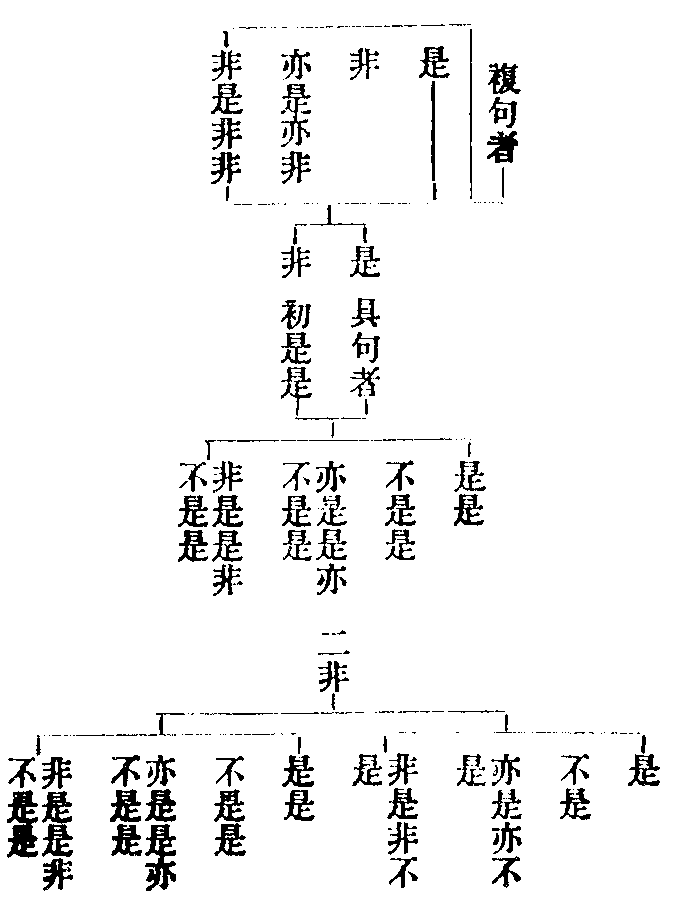 複句者
是
非
亦是亦非
非是非非
是
非
具句者
初是是
是是
不是是
亦是是亦
不是是
非是是非
不是是
二非
是
不是
亦是亦不
是
非是非不
是
是是
不是是
亦是是亦
不是是
非是是非
不是是